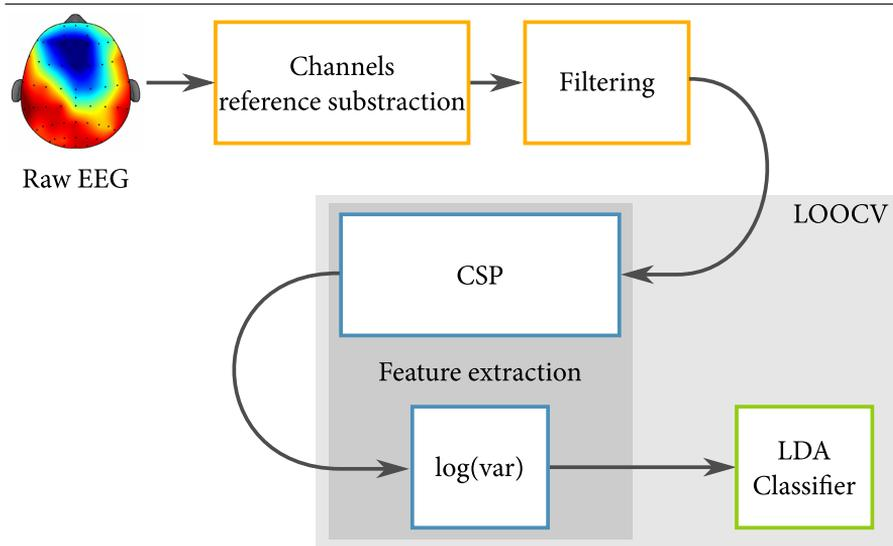 Raw EEG
Channels
reference substraction
Filtering
LOOCV
CSP
Feature extraction
log(var)
LDA
Classifier